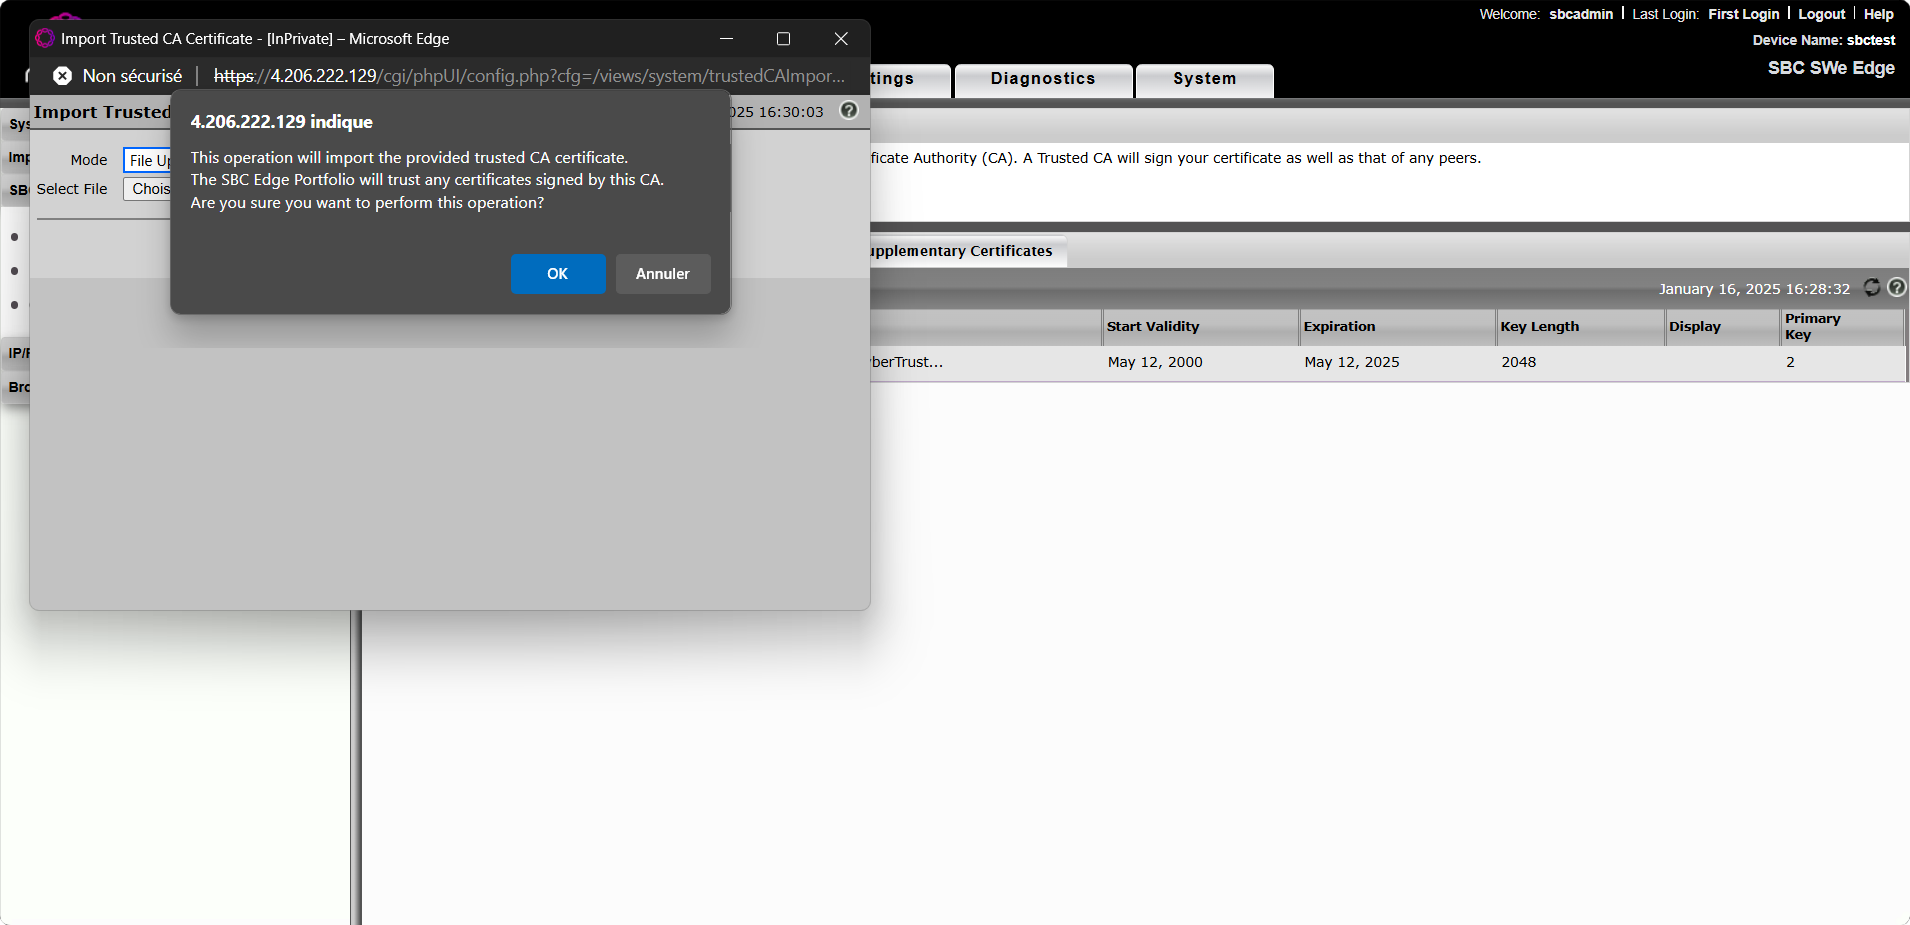 Welcome: sbcadmin | Last Login: First Login | Logout | Help
Device Name: sbctest
SBC SWe Edge
Diagnostics
System
Import Trusted CA Certificate - [InPrivate] – Microsoft Edge
Non sécurisé | https://4.206.222.129/cgi/phpUI/config.php?cfg=/views/system/trustedCAImpor...
Import Trusted
025 16:30:03
4.206.222.129 indique
This operation will import the provided trusted CA certificate.
The SBC Edge Portfolio will trust any certificates signed by this CA.
Are you sure you want to perform this operation?
OK
Annuler
Mode
File Up
Select File
Chois
ficate Authority (CA). A Trusted CA will sign your certificate as well as that of any peers.
upplementary Certificates
January 16, 2025 16:28:32
Start Validity
Expiration
Key Length
Display
Primary
Key
berTrust...
May 12, 2000
May 12, 2025
2048
2
tings
Sys
Imp
SB
IP/
Bro